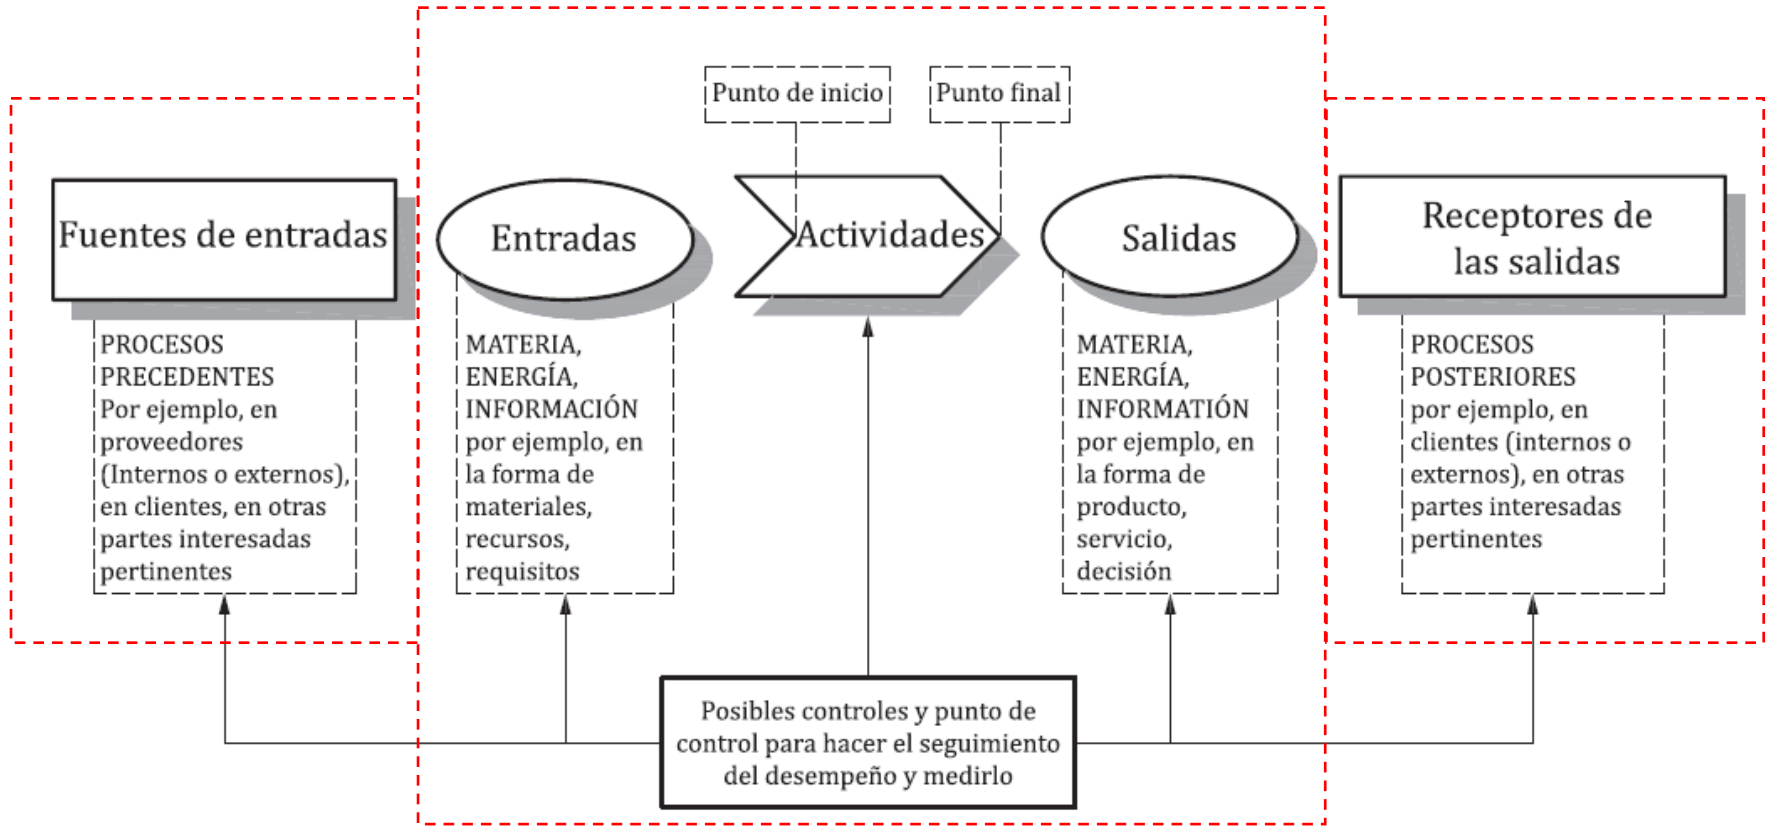 Punto de inicio
Punto final
Fuentes de entradas
Entradas
Actividades
Salidas
Receptores de
las salidas
PROCESOS
PRECEDENTES
Por ejemplo, en
proveedores
(Internos o externos),
en clientes, en otras
partes interesadas
pertinentes
MATERIA,
ENERGÍA,
INFORMACIÓN
por ejemplo, en
la forma de
materiales,
recursos,
requisitos
MATERIA,
ENERGÍA,
INFORMATIÓN
por ejemplo, en
la forma de
producto,
servicio,
decisión
PROCESOS
POSTERIORES
por ejemplo, en
clientes (internos o
externos), en otras
partes interesadas
pertinentes
Posibles controles y punto de
control para hacer el seguimiento
del desempeño y medirlo